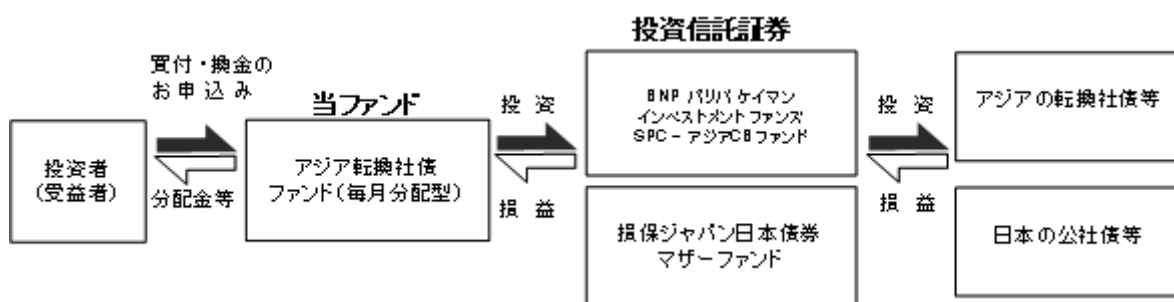 投資信託証券
買付・換金の
お申込み
当ファンド
投 資
BNP パリバ ケイマン
インベストメント ファンズ
SPC - アジアCBファンド
投 資
アジアの転換社債等
投資者
(受益者)
アジア転換社債
ファンド(毎月分配型)
分配金等
損 益
損 益
損保ジャパン日本債券
マザーファンド
日本の公社債等